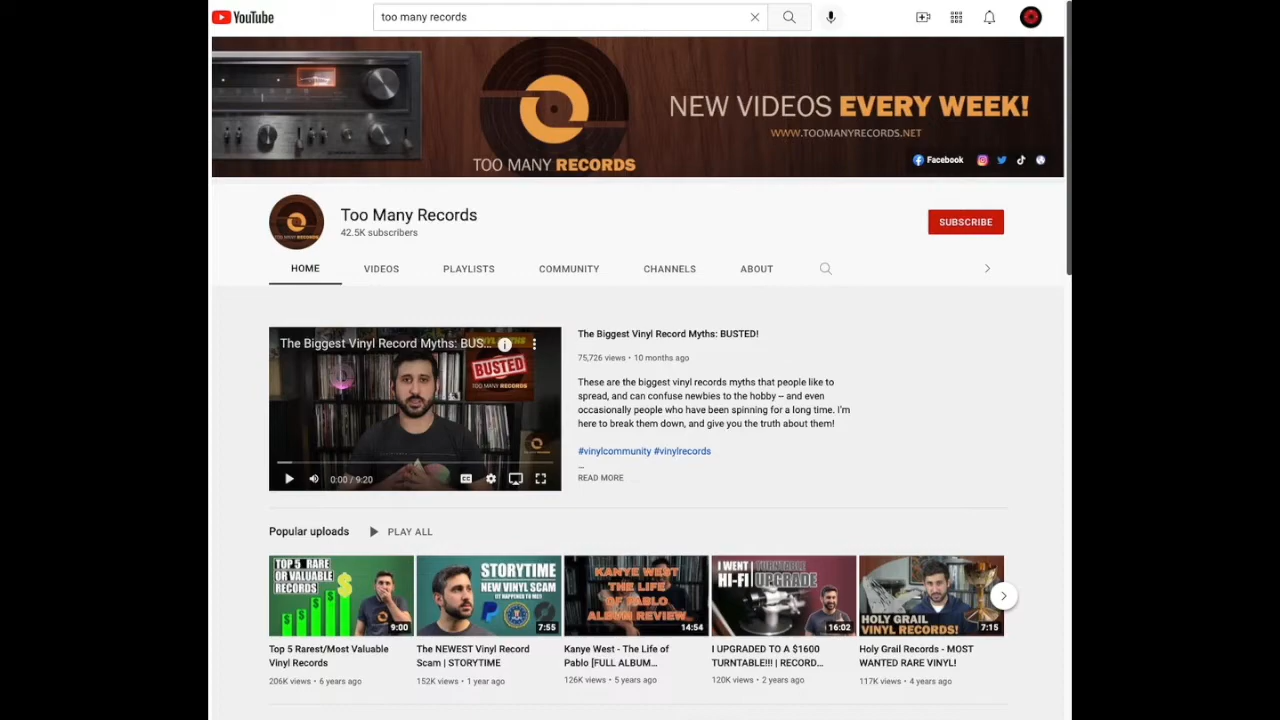 YouTube
too many records
NEW VIDEOS EVERY WEEK!
WWW.TOOMANYRECORDS.NET
TOO MANY RECORDS
Facebook
Too Many Records
42.5K subscribers
SUBSCRIBE
HOME VIDEOS PLAYLISTS COMMUNITY CHANNELS ABOUT
The Biggest Vinyl Record Myths: BUS...
BUSTED
TOO MANY RECORDS
0:00 / 9:20
The Biggest Vinyl Record Myths: BUSTED!
75,726 views • 10 months ago
These are the biggest vinyl records myths that people like to
spread, and can confuse newbies to the hobby – and even
occasionally people who have been spinning for a long time. I'm
here to break them down, and give you the truth about them!
#vinylcommunity #vinylrecords
...
READ MORE
Popular uploads PLAY ALL
TOP 5 RARE
OR VALUABLE
RECORDS
9:00
STORYTIME
NEW VINYL SCAM
(IT HAPPENED TO ME!)
7:55
KANYE WEST
THE LIFE
OF PABLO
ALBUM REVIEW
14:54
I WENT TURNTABLE
HI-FI UPGRADE
16:02
HOLY GRAIL
VINYL RECORDS!
7:15
Top 5 Rarest/Most Valuable
Vinyl Records
206K views • 6 years ago
The NEWEST Vinyl Record
Scam | STORYTIME
152K views • 1 year ago
Kanye West - The Life of
Pablo [FULL ALBUM...
126K views • 5 years ago
I UPGRADED TO A $1600
TURNTABLE!!! | RECORD...
120K views • 2 years ago
Holy Grail Records - MOST
WANTED RARE VINYL!
117K views • 4 years ago